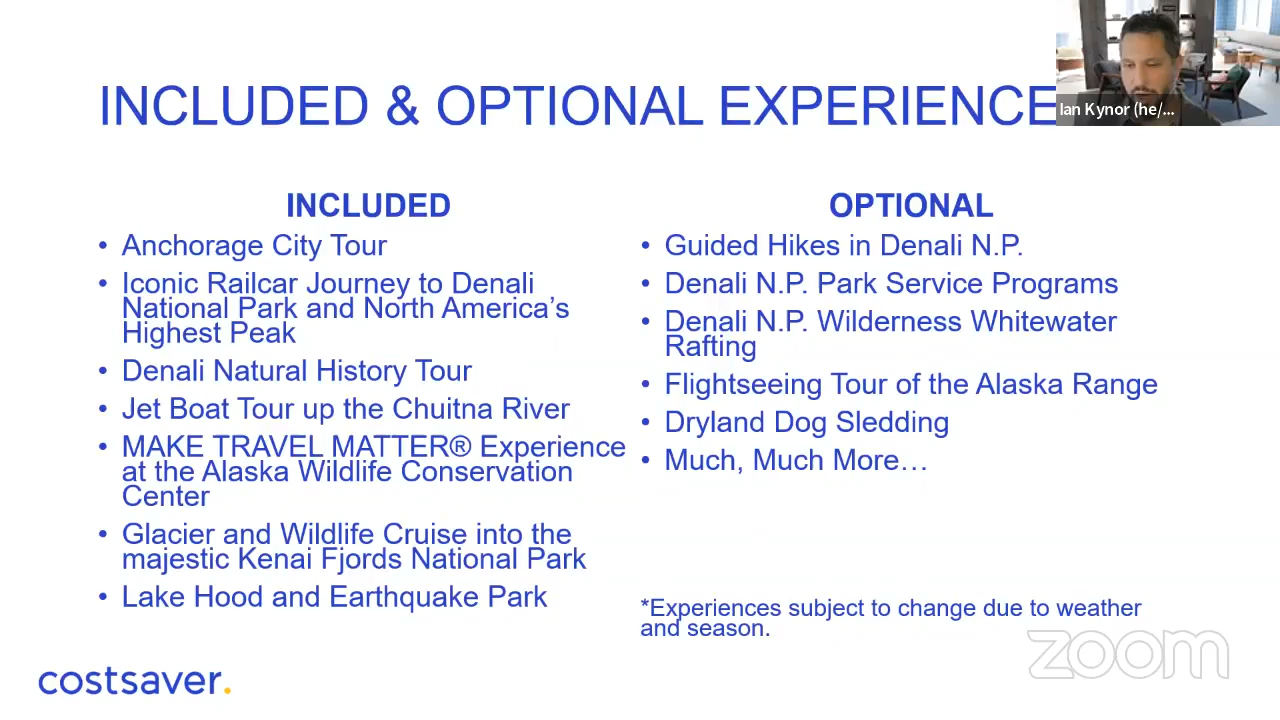 INCLUDED & OPTIONAL EXPERIENCE
Ian Kynor (he/...
INCLUDED
• Anchorage City Tour
• Iconic Railcar Journey to Denali
National Park and North America's
Highest Peak
• Denali Natural History Tour
• Jet Boat Tour up the Chuitna River
• MAKE TRAVEL MATTER® Experience
at the Alaska Wildlife Conservation
Center
• Glacier and Wildlife Cruise into the
majestic Kenai Fjords National Park
• Lake Hood and Earthquake Park
OPTIONAL
• Guided Hikes in Denali N.P.
• Denali N.P. Park Service Programs
• Denali N.P. Wilderness Whitewater
Rafting
• Flightseeing Tour of the Alaska Range
• Dryland Dog Sledding
• Much, Much More…
*Experiences subject to change due to weather
and season.
zoom
costsaver.